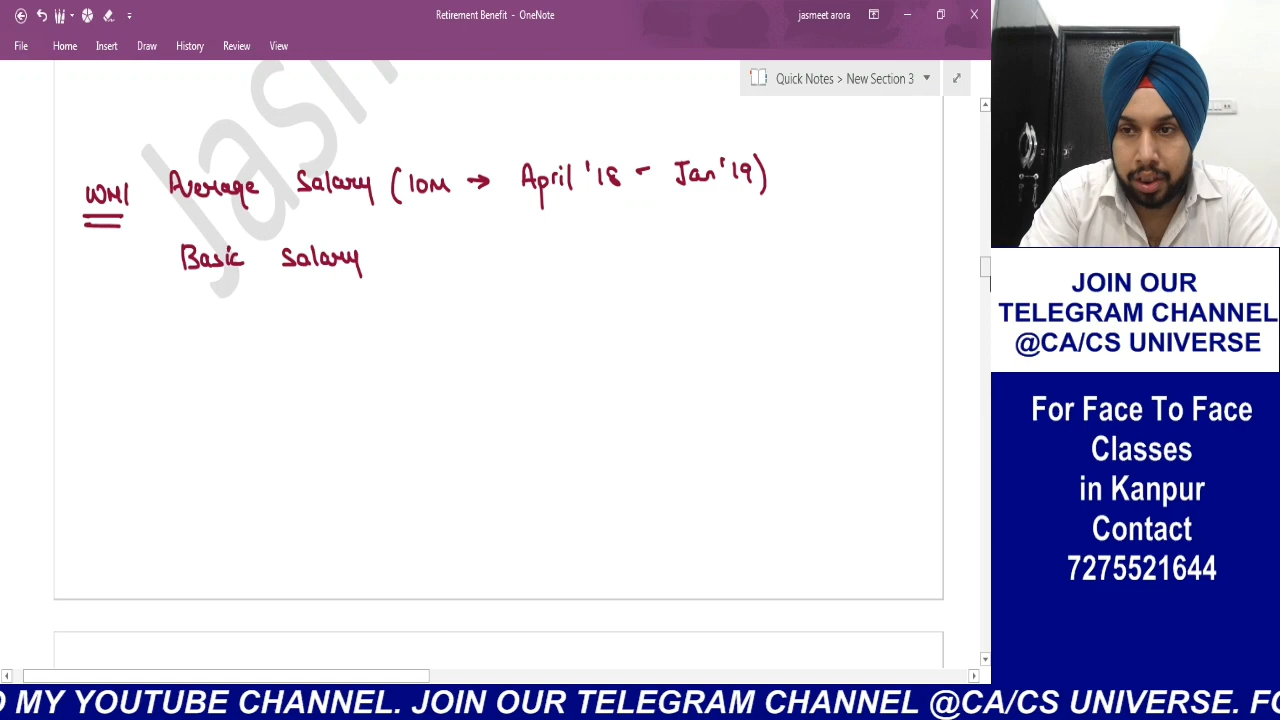 Retirement Benefit - OneNote
jasmeet arora
File Home Insert Draw History Review View
Quick Notes > New Section 3
Jasm
WN1 Average Salary (10M → April '18 - Jan '19)
Basic Salary
JOIN OUR
TELEGRAM CHANNEL
@CA/CS UNIVERSE
For Face To Face
Classes
in Kanpur
Contact
7275521644
O MY YOUTUBE CHANNEL. JOIN OUR TELEGRAM CHANNEL @CA/CS UNIVERSE. FO